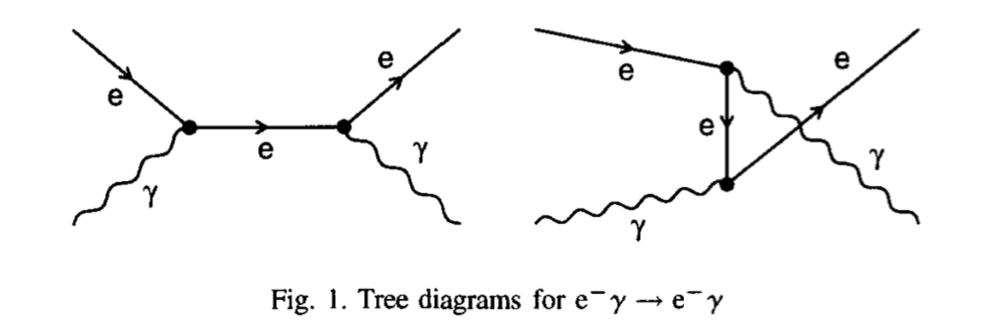 e
e
γ
e
γ
e
e
e
γ
γ
Fig. 1. Tree diagrams for e⁻γ → e⁻γ